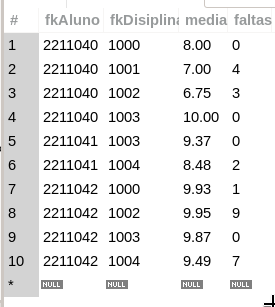 fkAluno fkDisiplina media faltas
1 2211040 1000 8.00 0
2 2211040 1001 7.00 4
3 2211040 1002 6.75 3
4 2211040 1003 10.00 0
5 2211041 1003 9.37 0
6 2211041 1004 8.48 2
7 2211042 1000 9.93 1
8 2211042 1002 9.95 9
9 2211042 1003 9.87 0
10 2211042 1004 9.49 7
* NULL NULL NULL NULL